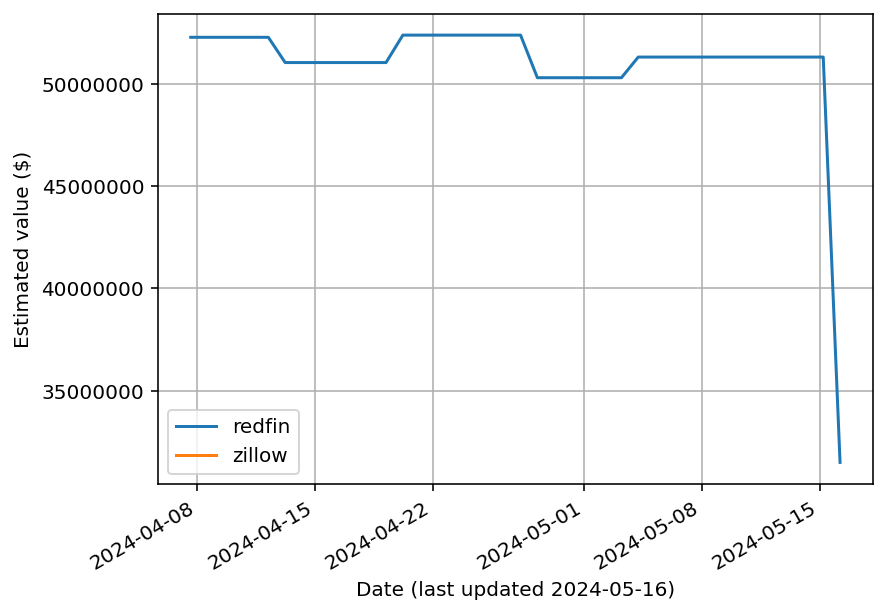 Estimated value ($)
50000000
45000000
40000000
35000000
redfin
zillow
2024-04-08
2024-04-15
2024-04-22
2024-05-01
2024-05-08
2024-05-15
Date (last updated 2024-05-16)